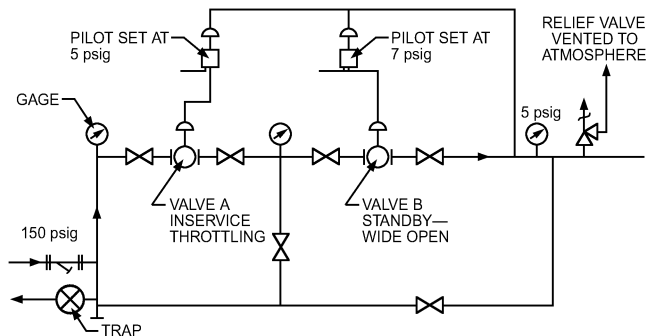 PILOT SET AT
5 psig
PILOT SET AT
7 psig
RELIEF VALVE
VENTED TO
ATMOSPHERE
GAGE
5 psig
VALVE A
INSERVICE
THROTTLING
VALVE B
STANDBY—
WIDE OPEN
150 psig
TRAP